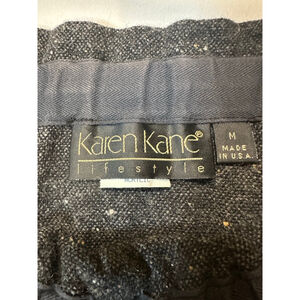 Karen Kane®
lifestyle
M
MADE
IN U.S.A.